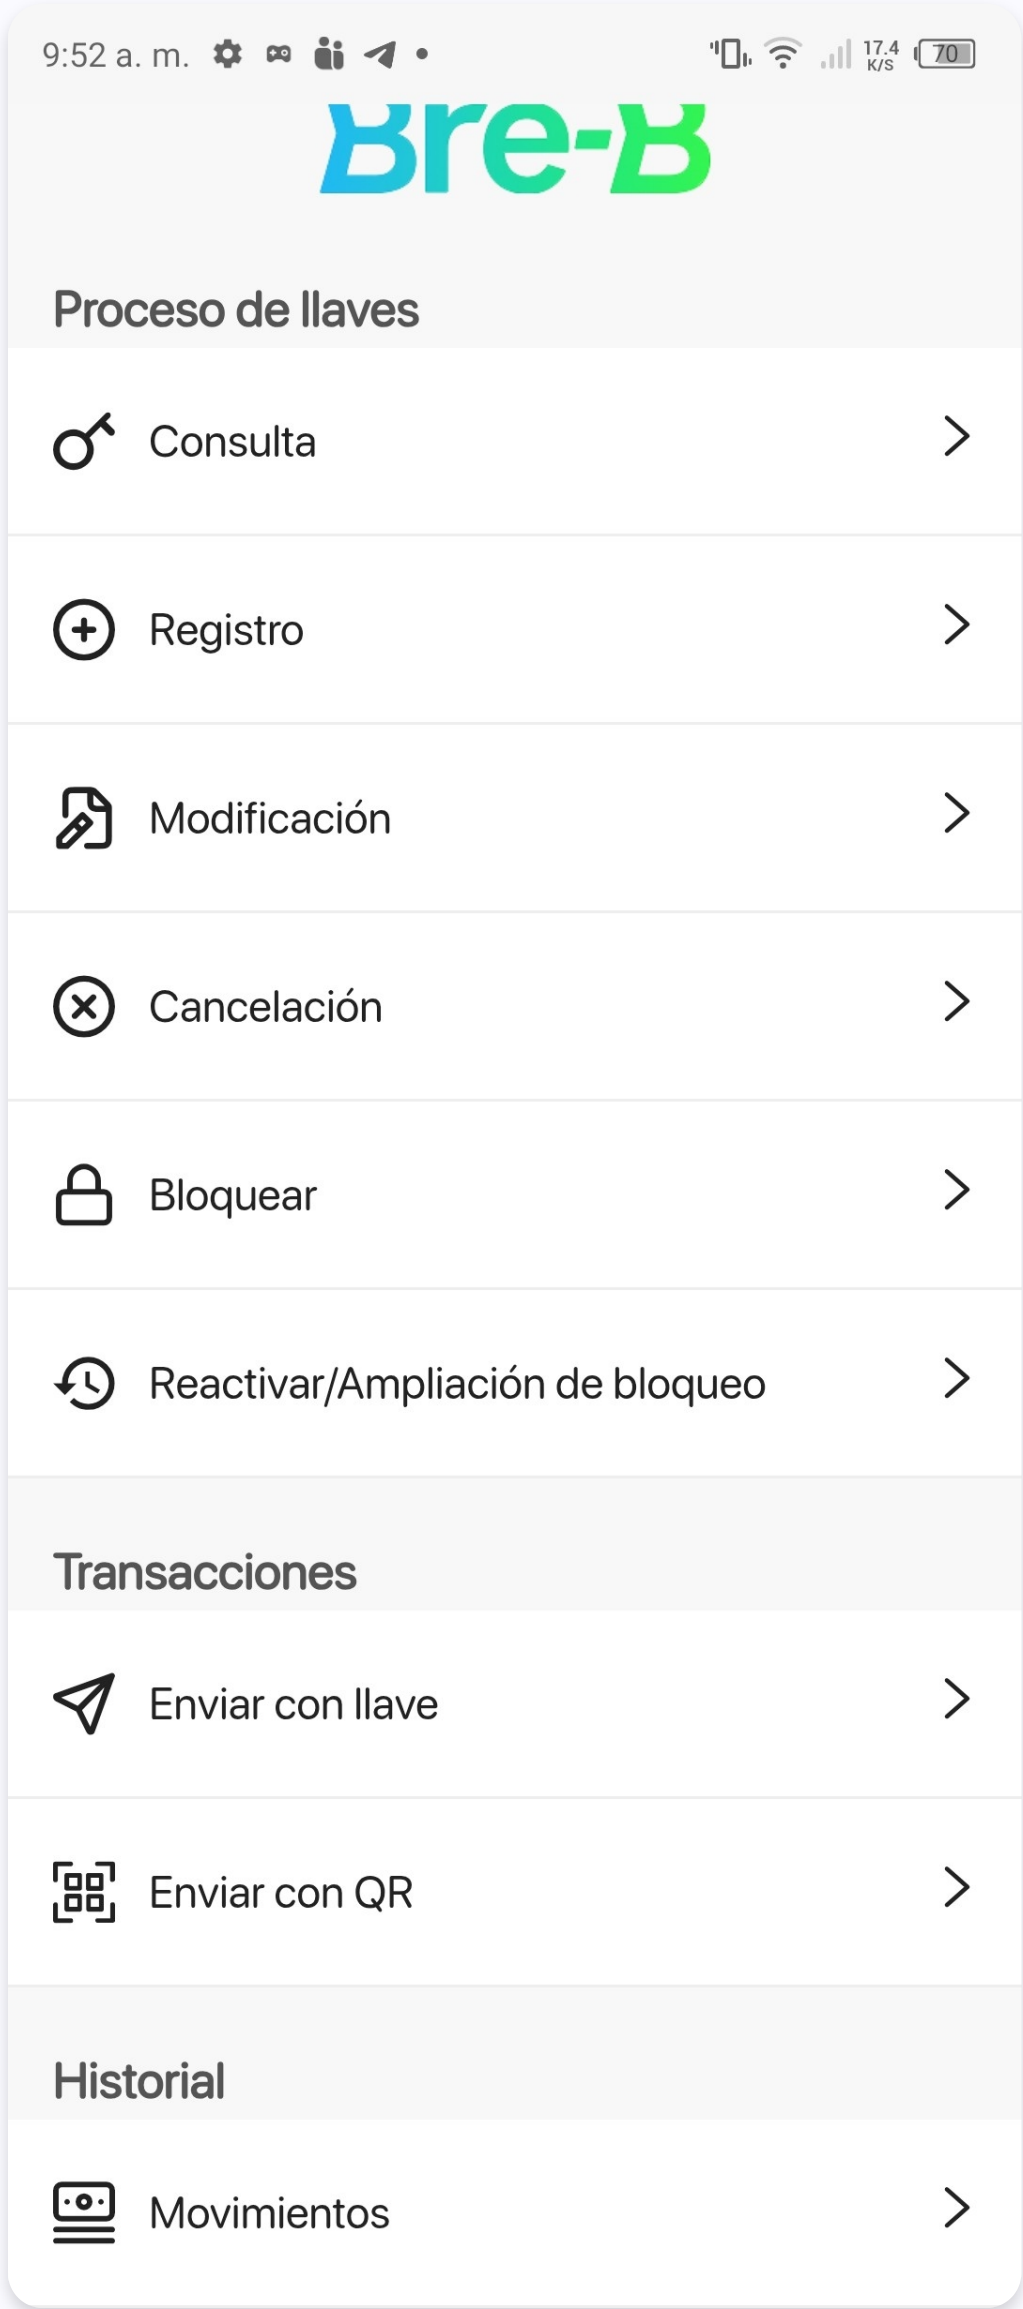 9:52 a. m.
17.4
K/S
70
Bre-B
Proceso de llaves
Consulta
Registro
Modificación
Cancelación
Bloquear
Reactivar/Ampliación de bloqueo
Transacciones
Enviar con llave
Enviar con QR
Historial
Movimientos